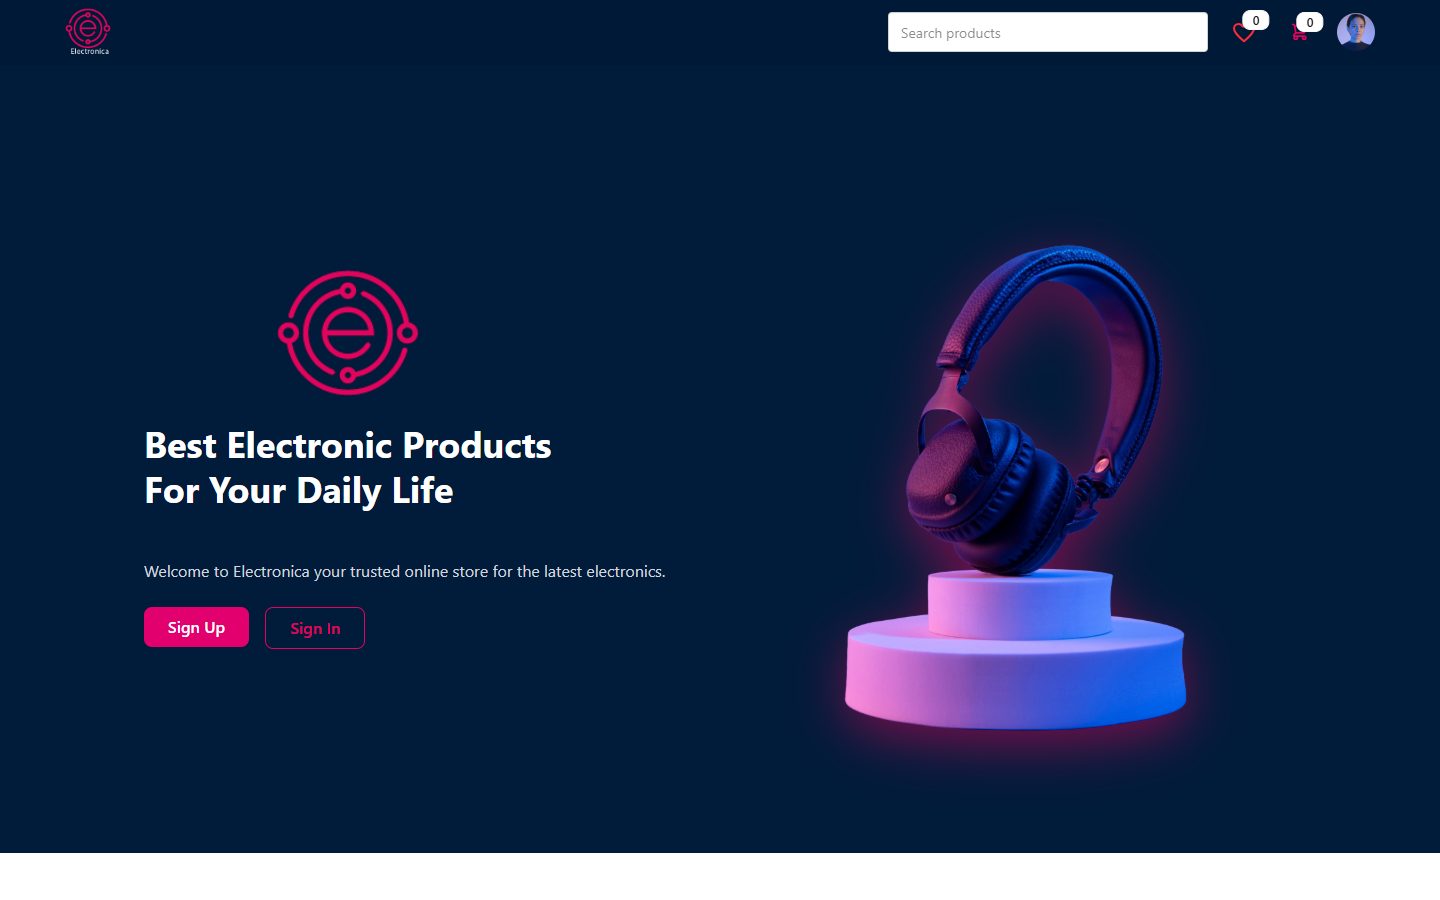 Electronica
Search products
0
0
e
Best Electronic Products
For Your Daily Life
Welcome to Electronica your trusted online store for the latest electronics.
Sign Up
Sign In